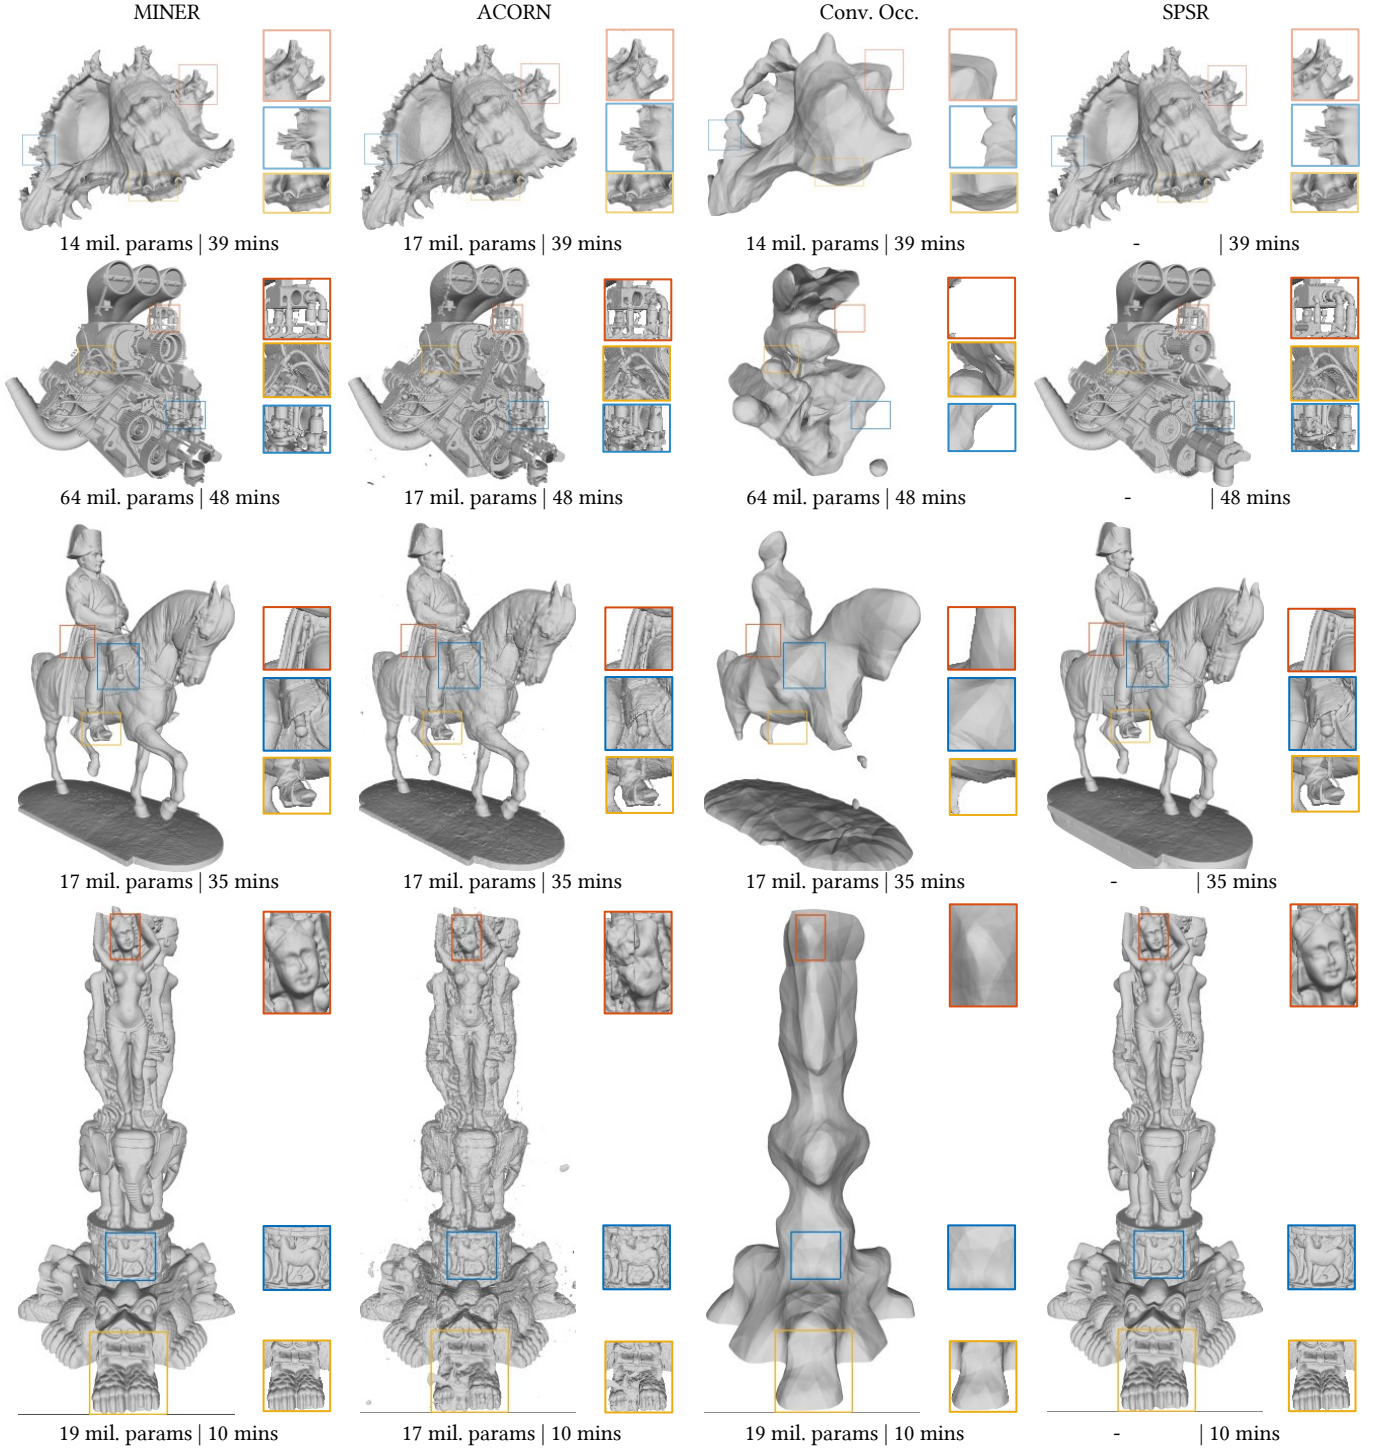 MINER ACORN Conv. Occ. SPSR
14 mil. params | 39 mins 17 mil. params | 39 mins 14 mil. params | 39 mins - | 39 mins
64 mil. params | 48 mins 17 mil. params | 48 mins 64 mil. params | 48 mins - | 48 mins
17 mil. params | 35 mins 17 mil. params | 35 mins 17 mil. params | 35 mins - | 35 mins
19 mil. params | 10 mins 17 mil. params | 10 mins 19 mil. params | 10 mins - | 10 mins